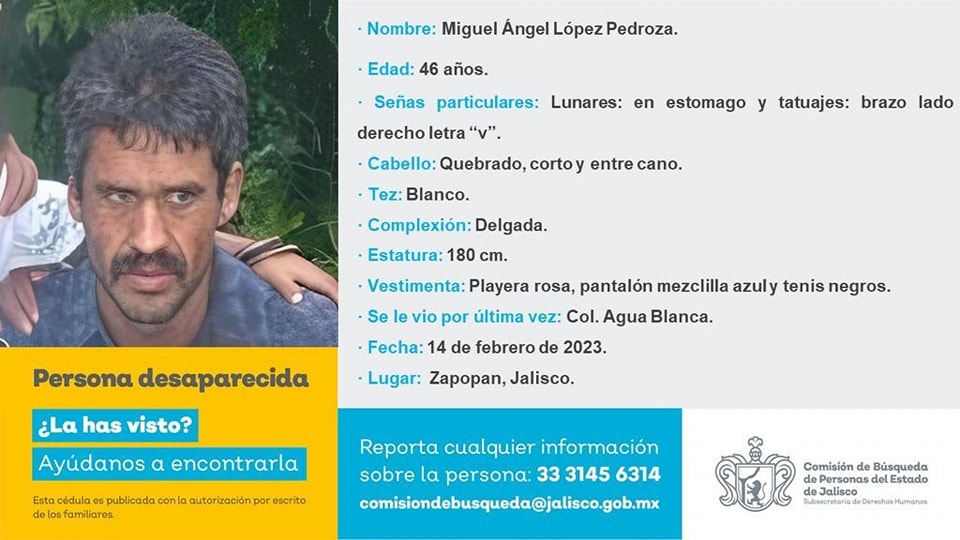 · Nombre: Miguel Ángel López Pedroza.
· Edad: 46 años.
· Señas particulares: Lunares: en estomago y tatuajes: brazo lado
derecho letra “v”.
· Cabello: Quebrado, corto y entre cano.
· Tez: Blanco.
· Complexión: Delgada.
· Estatura: 180 cm.
· Vestimenta: Playera rosa, pantalón mezclilla azul y tenis negros.
· Se le vio por última vez: Col. Agua Blanca.
· Fecha: 14 de febrero de 2023.
· Lugar: Zapopan, Jalisco.
Persona desaparecida
¿La has visto?
Ayúdanos a encontrarla
Esta cédula es publicada con la autorización por escrito
de los familiares.
Reporta cualquier información
sobre la persona: 33 3145 6314
comisiondebusqueda@jalisco.gob.mx
Comisión de Búsqueda
de Personas del Estado
de Jalisco
Subsecretaría de Derechos Humanos